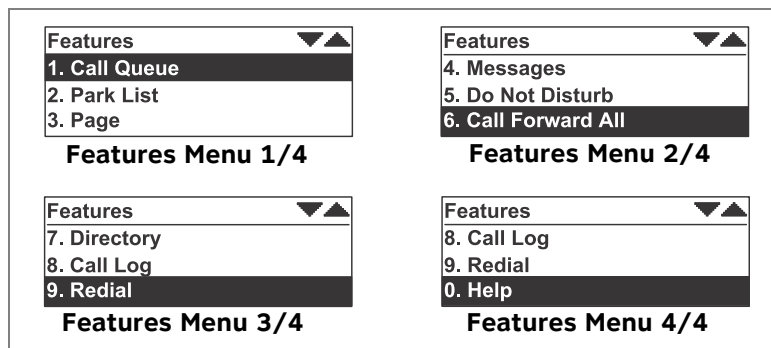 Features
1. Call Queue
2. Park List
3. Page
Features Menu 1/4
Features
4. Messages
5. Do Not Disturb
6. Call Forward All
Features Menu 2/4
Features
7. Directory
8. Call Log
9. Redial
Features Menu 3/4
Features
8. Call Log
9. Redial
0. Help
Features Menu 4/4